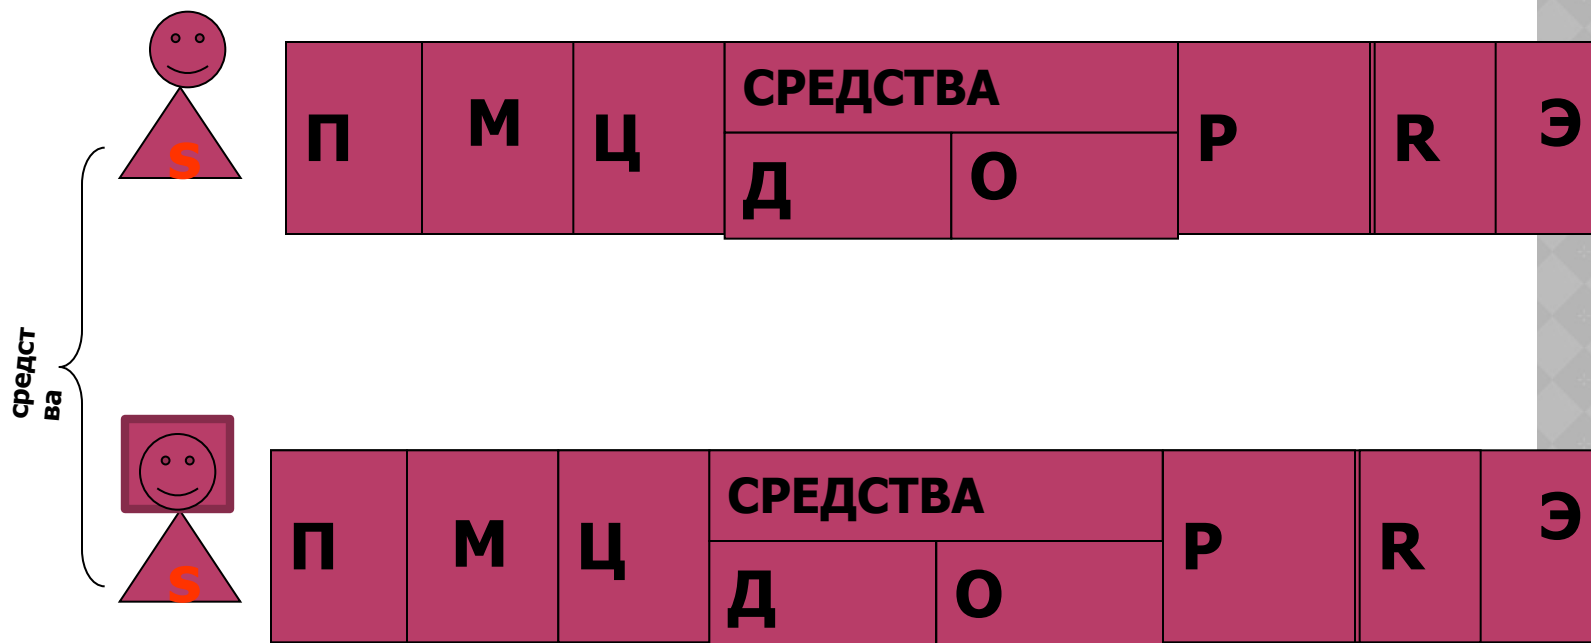 S
П М Ц СРЕДСТВА Р R Э
Д О
средст
ва
S
П М Ц СРЕДСТВА Р R Э
Д О